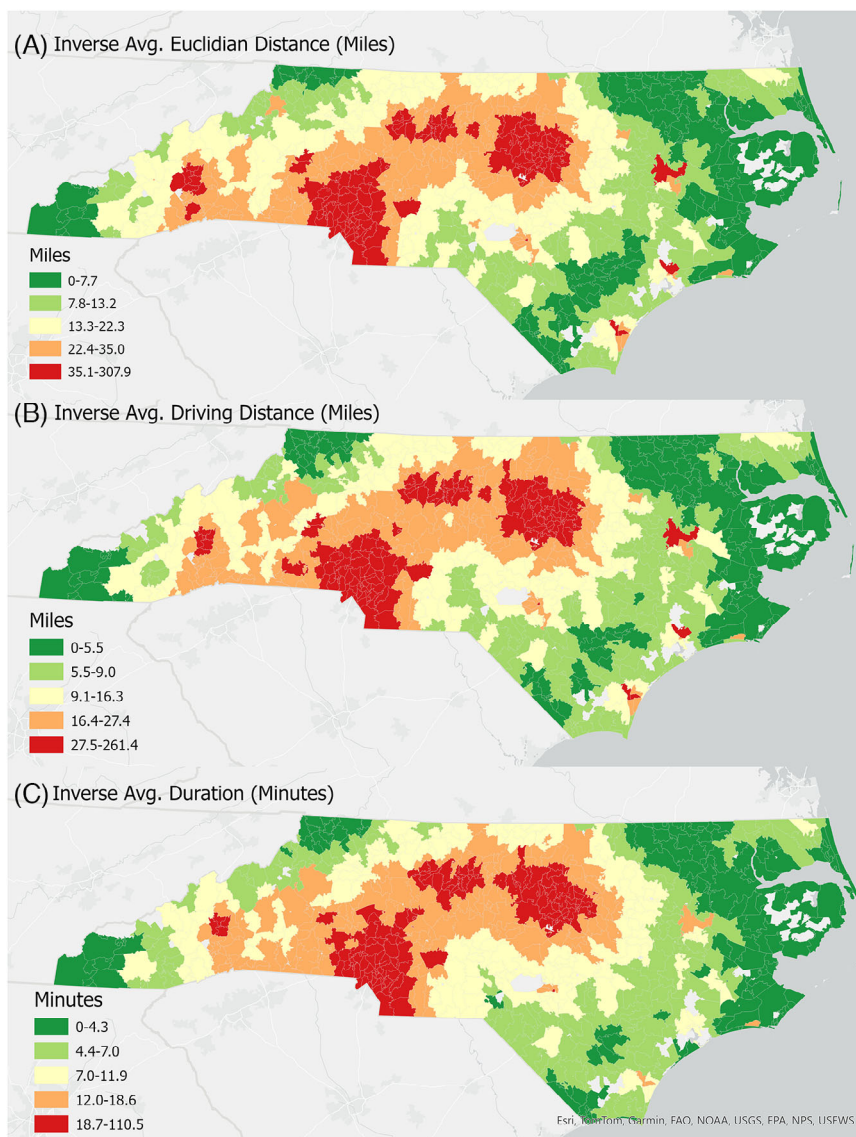 (A) Inverse Avg. Euclidian Distance (Miles)
Miles
0-7.7
7.8-13.2
13.3-22.3
22.4-35.0
35.1-307.9
(B) Inverse Avg. Driving Distance (Miles)
Miles
0-5.5
5.5-9.0
9.1-16.3
16.4-27.4
27.5-261.4
(C) Inverse Avg. Duration (Minutes)
Minutes
0-4.3
4.4-7.0
7.0-11.9
12.0-18.6
18.7-110.5
Esri, TomTom, Garmin, FAO, NOAA, USGS, EPA, NPS, USFWS